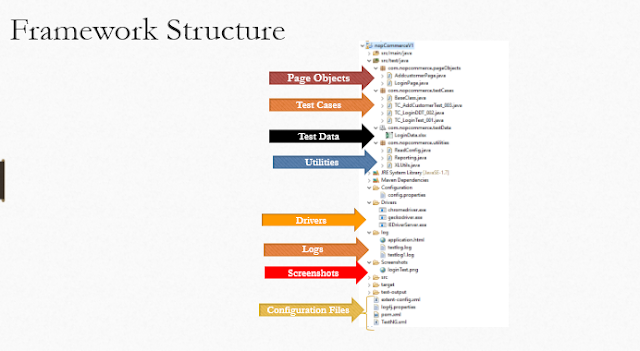 Framework Structure
Page Objects
Test Cases
Test Data
Utilities
Drivers
Logs
Screenshots
Configuration Files
nopCommerceV1
src/main/java
src/test/java
com.nopcommerce.pageObjects
AddcustomerPage.java
LoginPage.java
com.nopcommerce.testCases
BaseClass.java
TC_AddCustomerTest_003.java
TC_LoginDDT_002.java
TC_LoginTest_001.java
com.nopcommerce.testData
LoginData.xlsx
com.nopcommerce.utilities
ReadConfig.java
Reporting.java
XLUtils.java
JRE System Library [JavaSE-1.7]
Maven Dependencies
Configuration
config.properties
Drivers
chromedriver.exe
geckodriver.exe
IEDriverServer.exe
log
application.html
testlog.log
testlog1.log
Screenshots
loginTest.png
src
target
test-output
extent-config.xml
log4j.properties
pom.xml
TestNG.xml